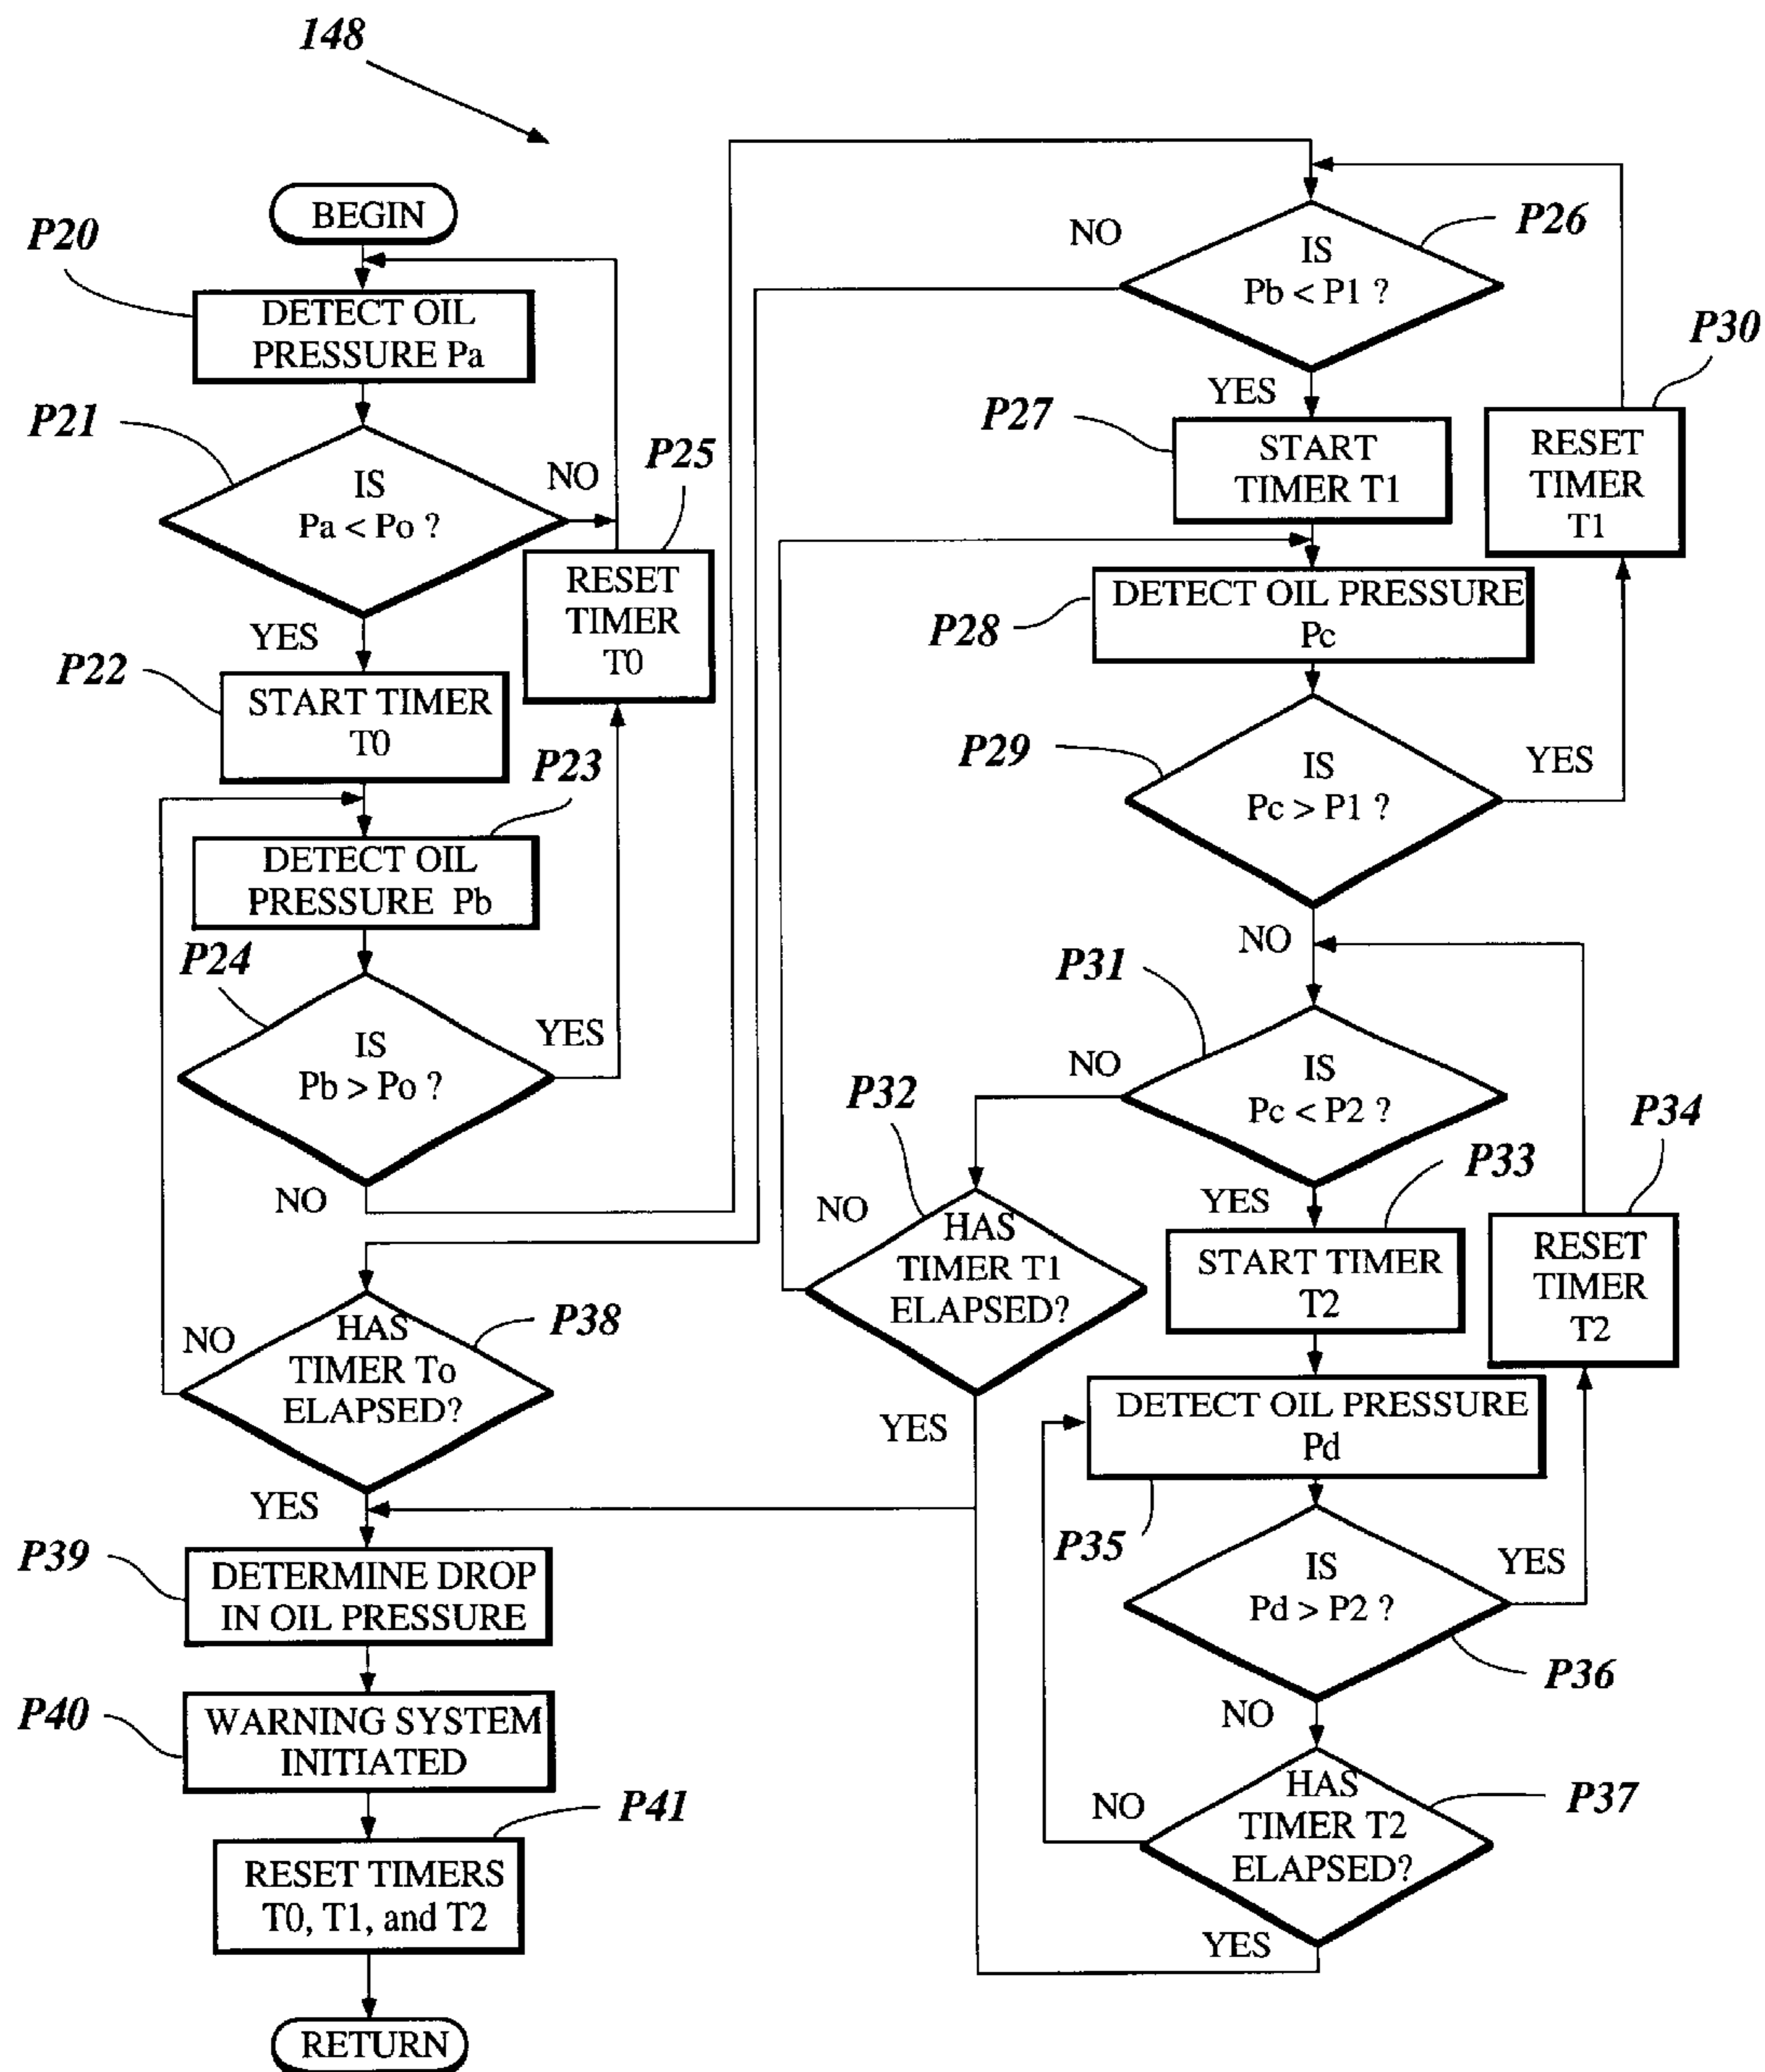 148
BEGIN
P20
DETECT OIL
PRESSURE Pa
P21
IS
Pa < Po ?
NO
YES
P25
RESET
TIMER
T0
P22
START TIMER
T0
P23
DETECT OIL
PRESSURE Pb
P24
IS
Pb > Po ?
YES
NO
P38
HAS
TIMER To
ELAPSED?
NO
YES
P39
DETERMINE DROP
IN OIL PRESSURE
P40
WARNING SYSTEM
INITIATED
P41
RESET TIMERS
T0, T1, and T2
RETURN
P26
IS
Pb < P1 ?
NO
YES
P27
START
TIMER T1
P30
RESET
TIMER
T1
P28
DETECT OIL PRESSURE
Pc
P29
IS
Pc > P1 ?
YES
NO
P31
IS
Pc < P2 ?
NO
YES
P32
HAS
TIMER T1
ELAPSED?
NO
YES
P33
START TIMER
T2
P34
RESET
TIMER
T2
DETECT OIL PRESSURE
Pd
P35
IS
Pd > P2 ?
YES
NO
P36
HAS
TIMER T2
ELAPSED?
NO
YES
P37